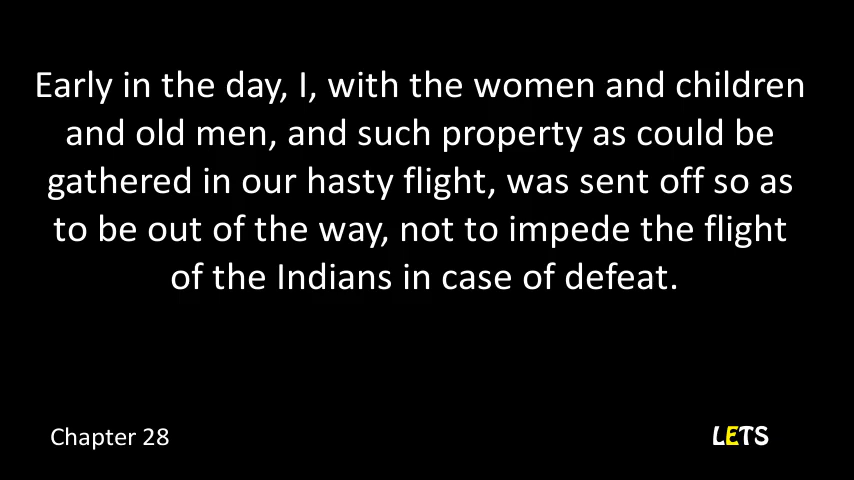 Early in the day, I, with the women and children
and old men, and such property as could be
gathered in our hasty flight, was sent off so as
to be out of the way, not to impede the flight
of the Indians in case of defeat.
Chapter 28
LETS